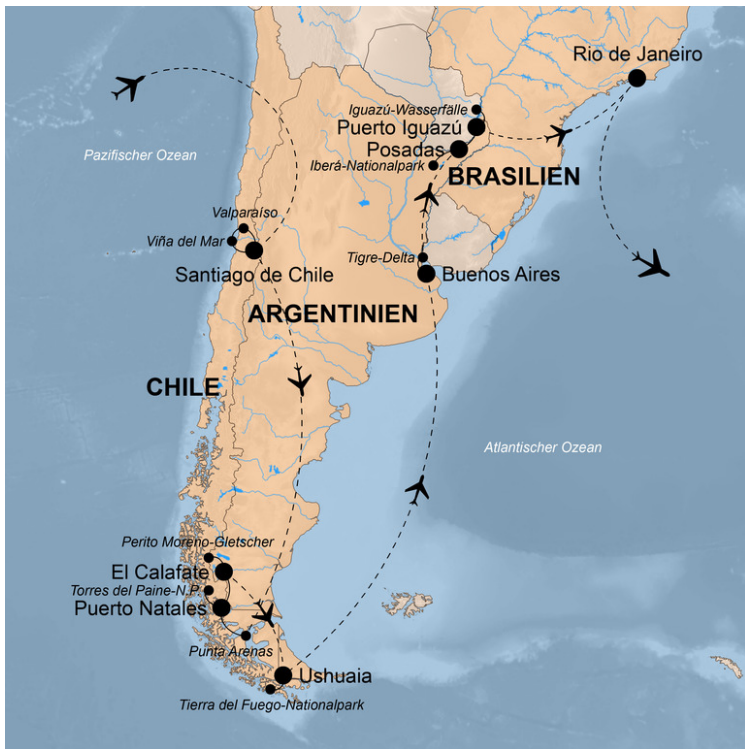 Rio de Janeiro
Iguazú-Wasserfälle
Puerto Iguazú
Pazifischer Ozean
Posadas
Iberá-Nationalpark
BRASILIEN
Valparaíso
Viña del Mar
Tigre-Delta
Santiago de Chile
Buenos Aires
ARGENTINIEN
CHILE
Atlantischer Ozean
Perito Moreno-Gletscher
El Calafate
Torres del Paine-N.P.
Puerto Natales
Punta Arenas
Ushuaia
Tierra del Fuego-Nationalpark